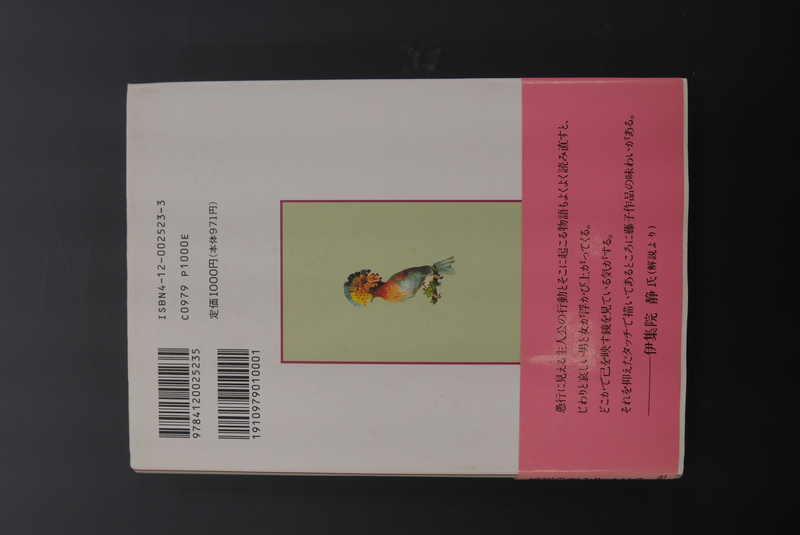 ISBN4-12-002523-3
C0979 P1000E
定価1000円(本体971円)
9784120025235
1910979010001
愚行に見える主人公の行動とそこに起こる物語もよくよく読み直すと、
じわりと哀しい男と女が浮かび上がってくる。
どこかで己を映す鏡を見ている気がする。
それを抑えたタッチで描いてあるところに藤子作品の味わいがある。
———伊集院 静氏(解説より)